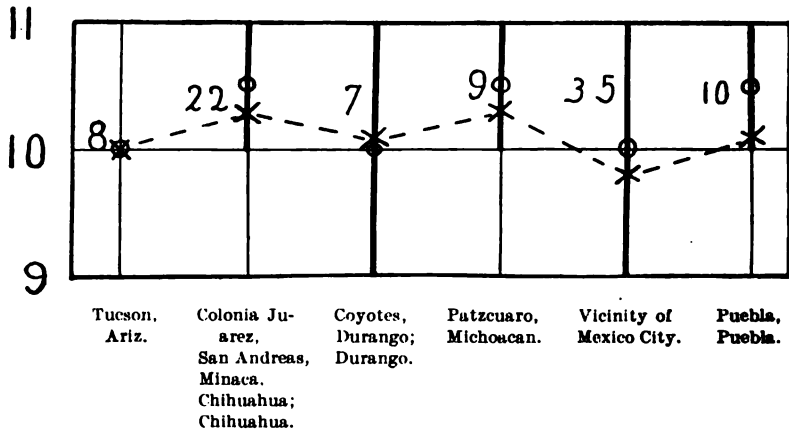 11
10
9
8
22
7
9
35
10
Tucson,
Ariz.
Colonia Ju-
arez,
San Andreas,
Minaca.
Chihuahua;
Chihuahua.
Coyotes,
Durango;
Durango.
Patzcuaro,
Michoacan.
Vicinity of
Mexico City.
Puebla,
Puebla.